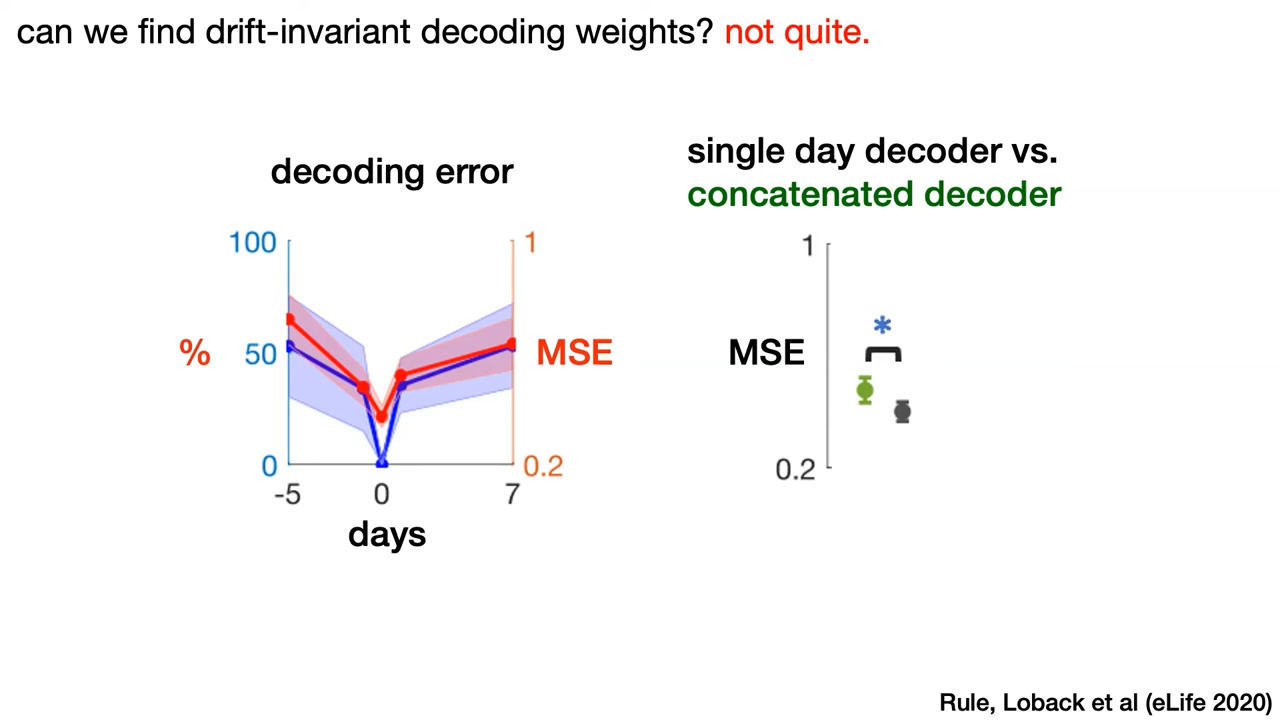 can we find drift-invariant decoding weights? not quite.
decoding error
100
50
0
%
1
MSE
0.2
-5
0
7
days
single day decoder vs.
concatenated decoder
1
*
MSE
0.2
Rule, Loback et al (eLife 2020)